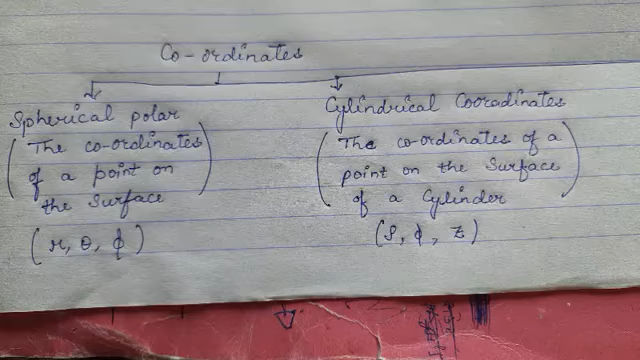 Co-ordinates
Spherical polar
(The co-ordinates
of a point on
the Surface)
(r, θ, ϕ)
Cylindrical Cooradinates
(The co-ordinates of a
point on the Surface
of a Cylinder)
(ρ, ϕ, z)